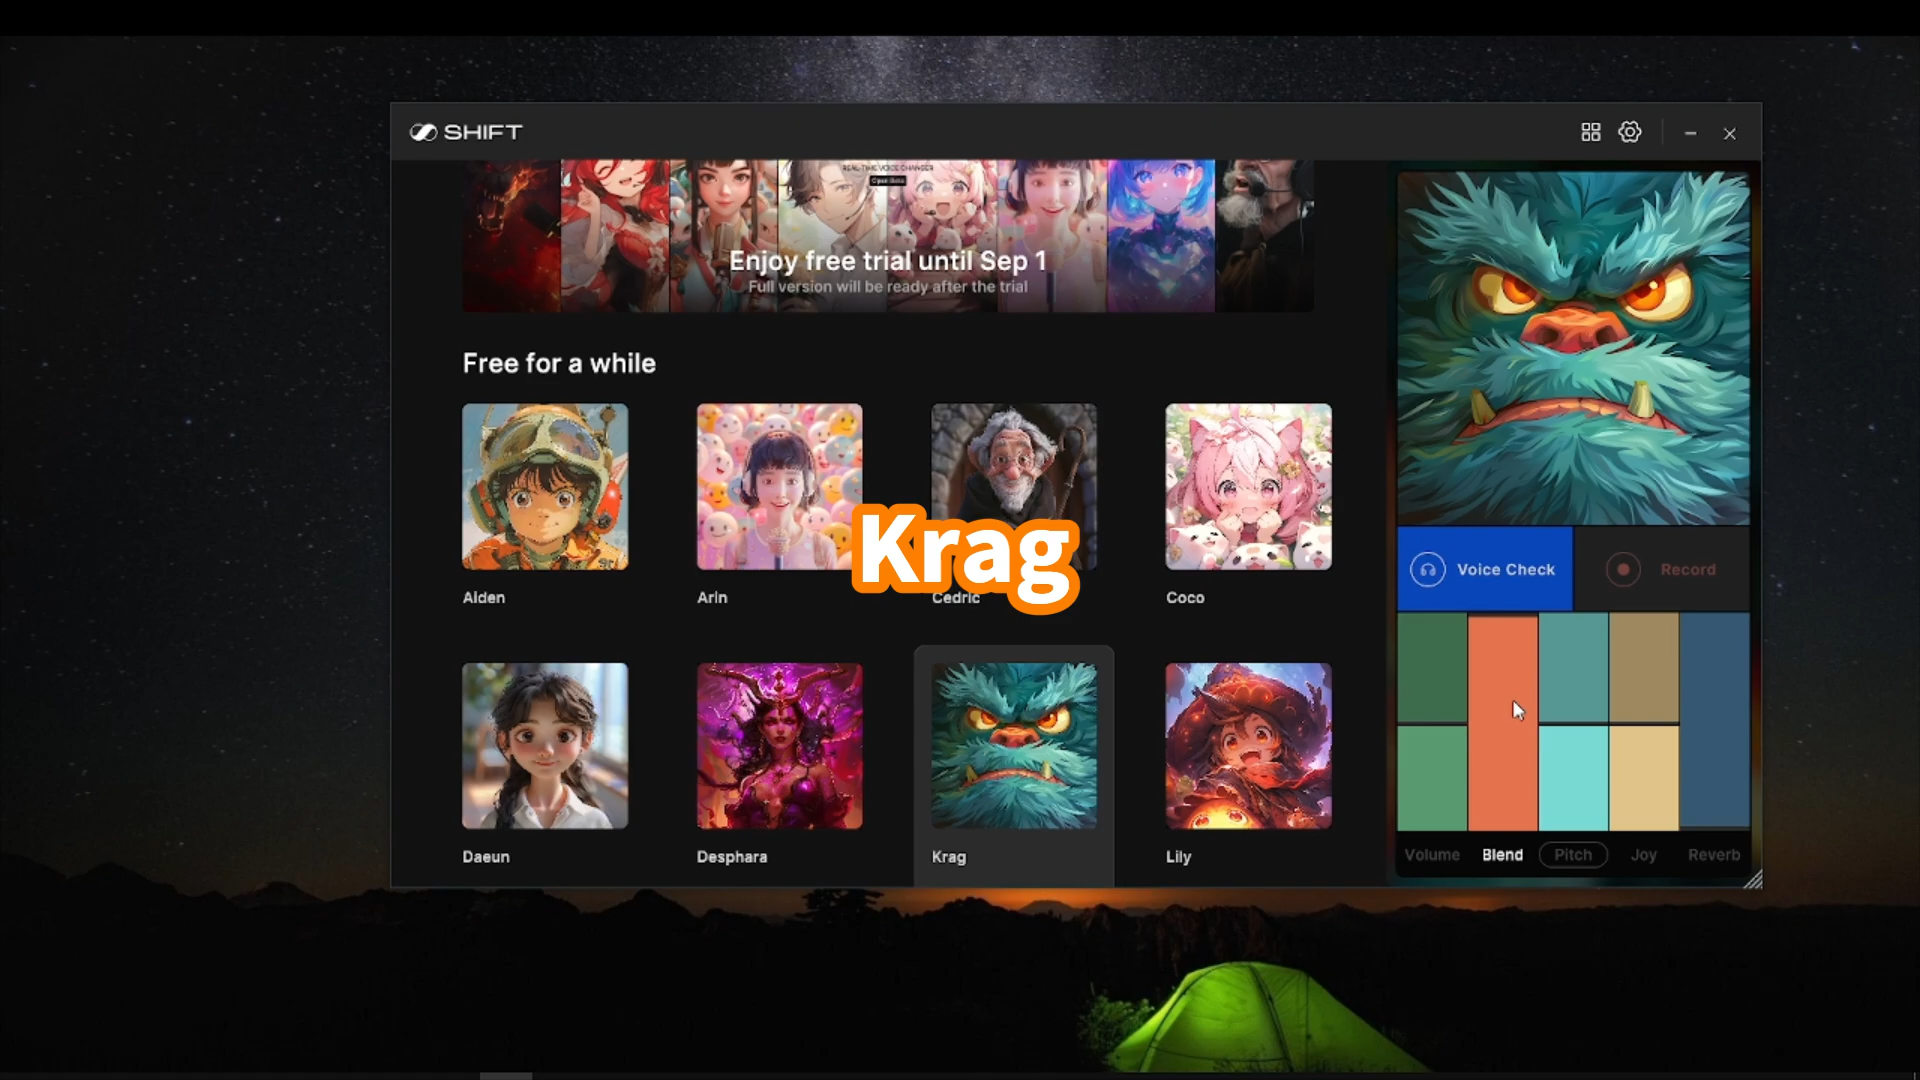 SHIFT
REAL-TIME VOICE CHANGER
Open Beta
Enjoy free trial until Sep 1
Full version will be ready after the trial
Free for a while
Aiden
Arin
Cedric
Coco
Krag
Daeun
Desphara
Krag
Lily
Voice Check
Record
Volume
Blend
Pitch
Joy
Reverb